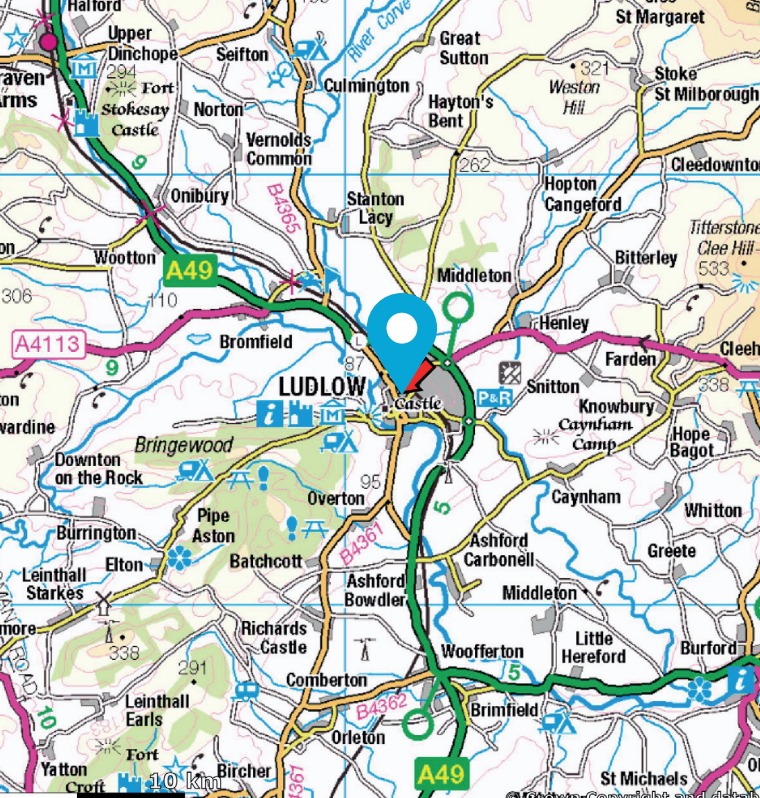 Halford
St Margaret
Upper
Dinchope
Seifton
B4365
River Corve
Great
Sutton
294
Fort
Culmington
321
Weston
Hill
Stoke
St Milborough
Stokesay
Castle
Norton
Hayton's
Bent
Vernolds
Common
9
262
Cleedownto
Onibury
B4365
Stanton
Lacy
Hopton
Cangeford
Titterstone
Clee Hill
533
Wootton
A49
Middleton
Bitterley
306
110
Bromfield
Henley
A4113
9
87
Farden
Cleeh
338
LUDLOW
Castle
P&R
Snitton
Knowbury
Caynham
Camp
Hope
Bagot
Bringewood
Downton
on the Rock
95
Overton
5
Caynham
Whitton
Burrington
Pipe
Aston
B4361
Ashford
Carbonell
Greete
Elton
Batchcott
Leinthall
Starkes
Ashford
Bowdler
Middleton
Richards
Castle
Little
Hereford
Burford
338
291
Woofferton
5
Comberton
Leinthall
Earls
B4362
Brimfield
10
Orleton
Fort
A49
Yatton
Bircher
St Michaels
Croft
10 km